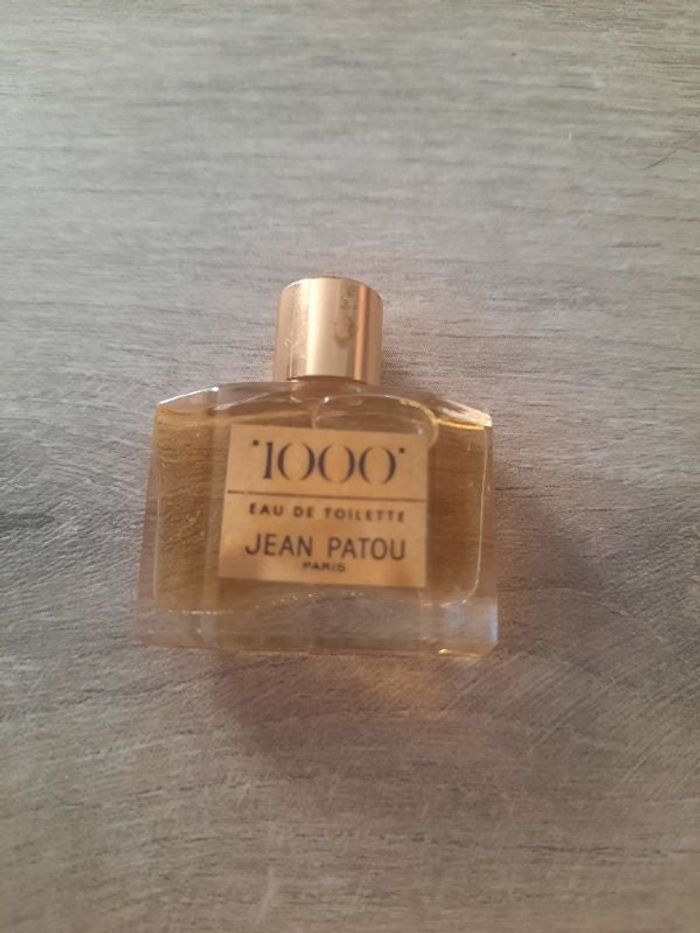 '1000'
EAU DE TOILETTE
JEAN PATOU
PARIS